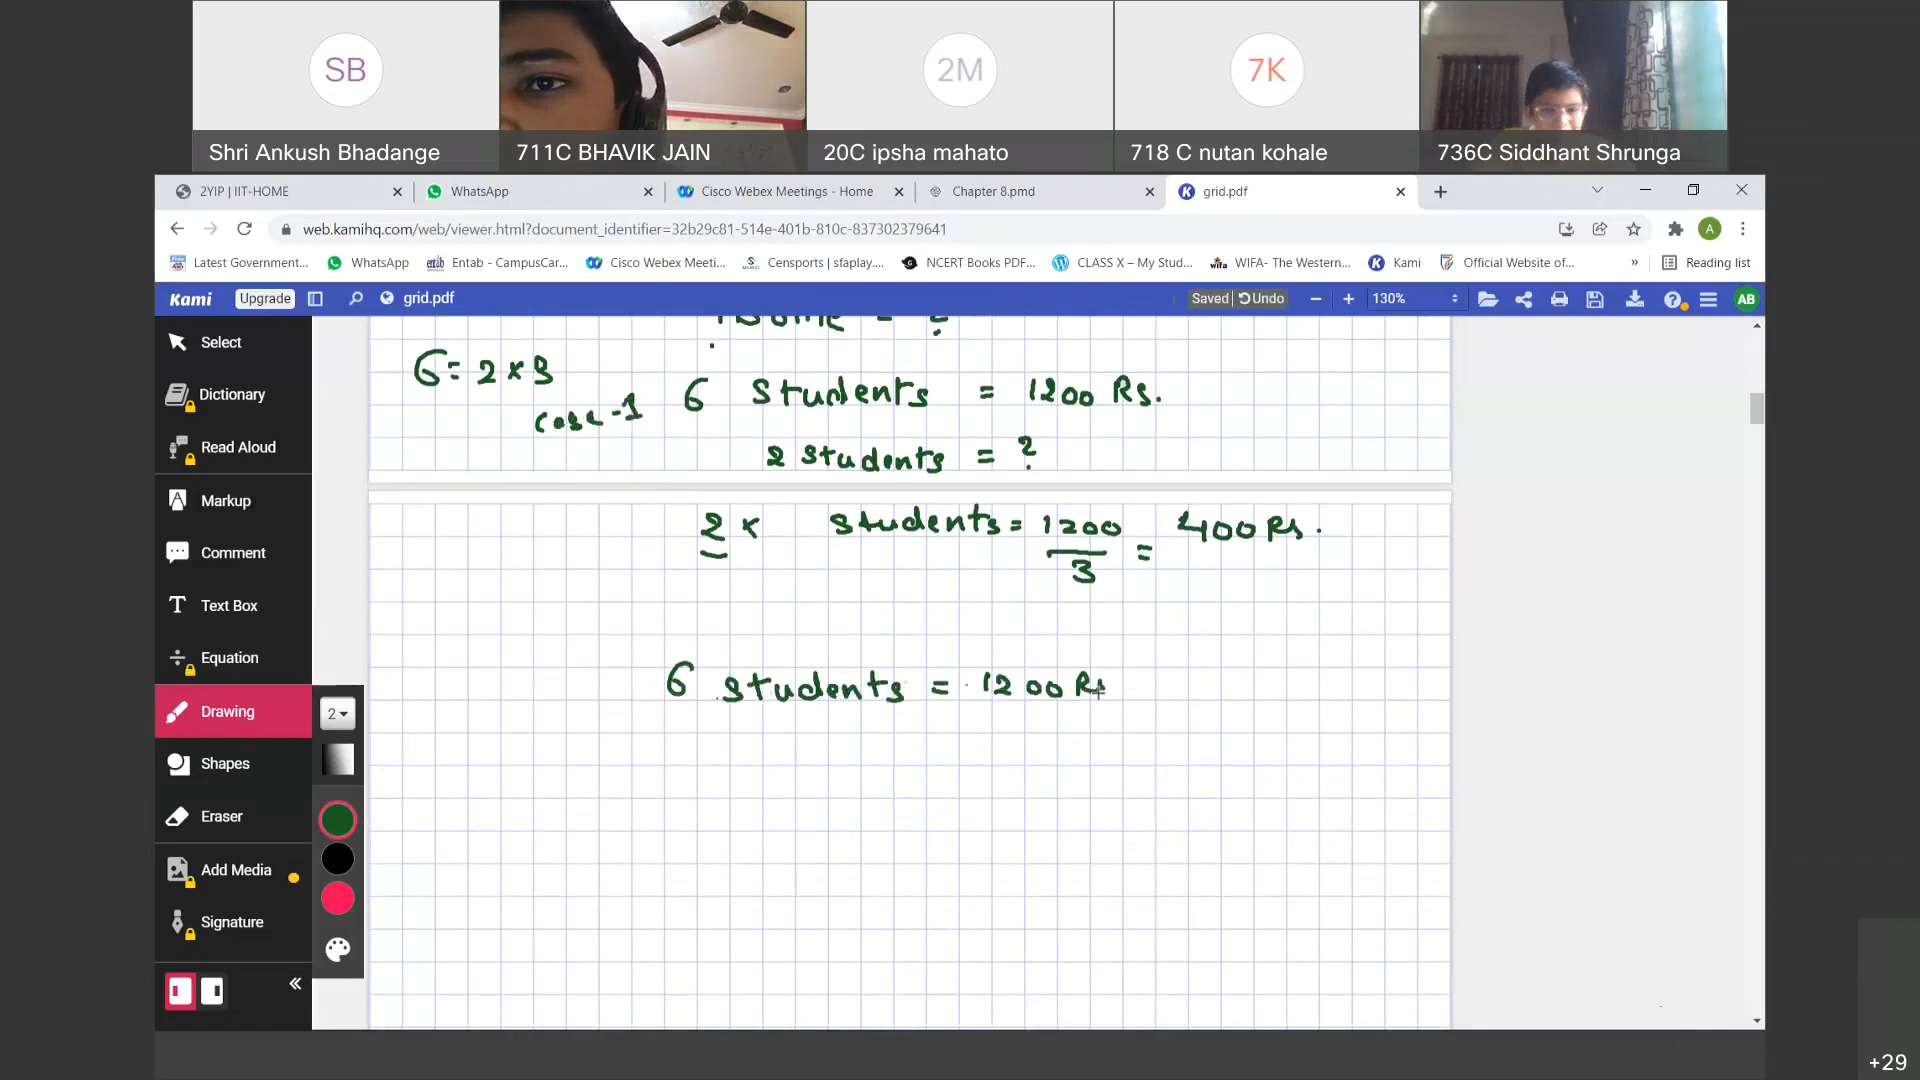 SB
2M
7K
Shri Ankush Bhadange
711C BHAVIK JAIN
20C ipsha mahato
718 C nutan kohale
736C Siddhant Shrunga
2YIP | IIT-HOME
WhatsApp
Cisco Webex Meetings - Home
Chapter 8.pmd
grid.pdf
web.kamihq.com/web/viewer.html?document_identifier=32b29c81-514e-401b-810c-837302379641
A
Latest Government...
WhatsApp
Entab - CampusCar...
Cisco Webex Meeti...
Censports | sfaplay....
NCERT Books PDF...
CLASS X – My Stud...
WIFA- The Western...
Kami
Official Website of...
»
Reading list
Kami
Upgrade
grid.pdf
Saved
Undo
130%
AB
Select
Dictionary
Read Aloud
Markup
Comment
Text Box
Equation
Drawing
2
Shapes
Eraser
Add Media
Signature
= ?
6 = 2 × 3
case -1
6 students = 1200 Rs.
2 students = ?
2 × students = 1200/3 = 400 Rs.
6 students = 1200 Rs
+29